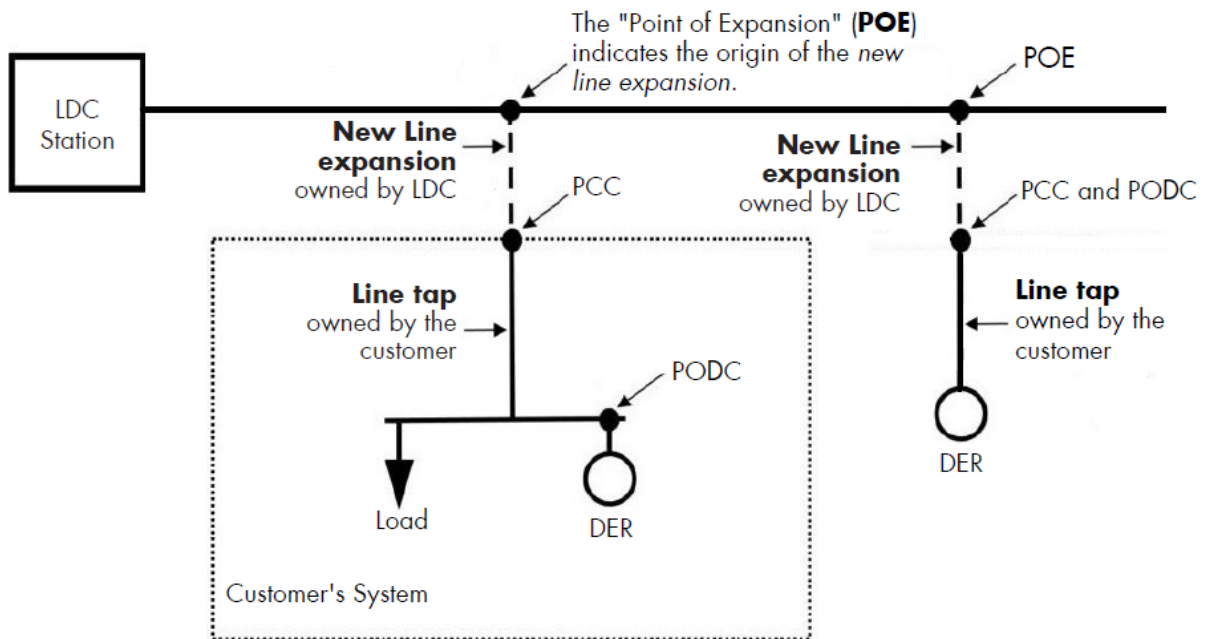 The "Point of Expansion" (POE)
indicates the origin of the new
line expansion.
POE
LDC
Station
New Line
expansion
owned by LDC
PCC
New Line
expansion
owned by LDC
PCC and PODC
Line tap
owned by the
customer
Line tap
owned by the
customer
PODC
DER
Load
DER
Customer's System